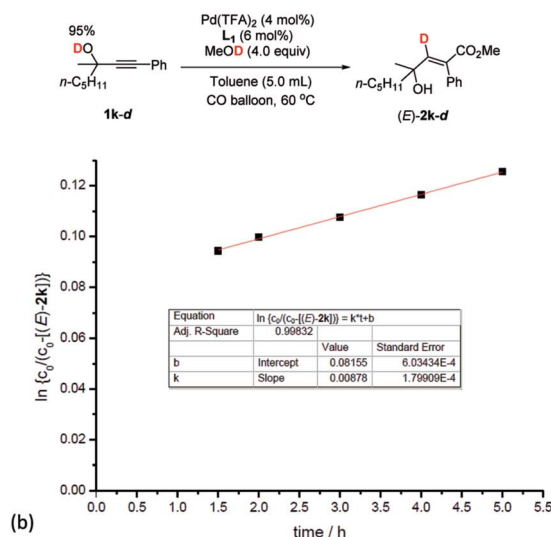 95%
DO
Ph
n-C5H11
1k-d
Pd(TFA)2 (4 mol%)
L1 (6 mol%)
MeOD (4.0 equiv)
Toluene (5.0 mL)
CO balloon, 60 °C
D
CO2Me
n-C5H11
OH
Ph
(E)-2k-d
ln {c0/(c0-[(E)-2k])}
0.12
0.10
0.08
0.06
0.04
0.02
0.00
Equation ln {c0/(c0-[(E)-2k])} = k*t+b
Adj. R-Square 0.99832
Value Standard Error
b Intercept 0.08155 6.03434E-4
k Slope 0.00878 1.79909E-4
0.0 0.5 1.0 1.5 2.0 2.5 3.0 3.5 4.0 4.5 5.0 5.5
time / h
(b)